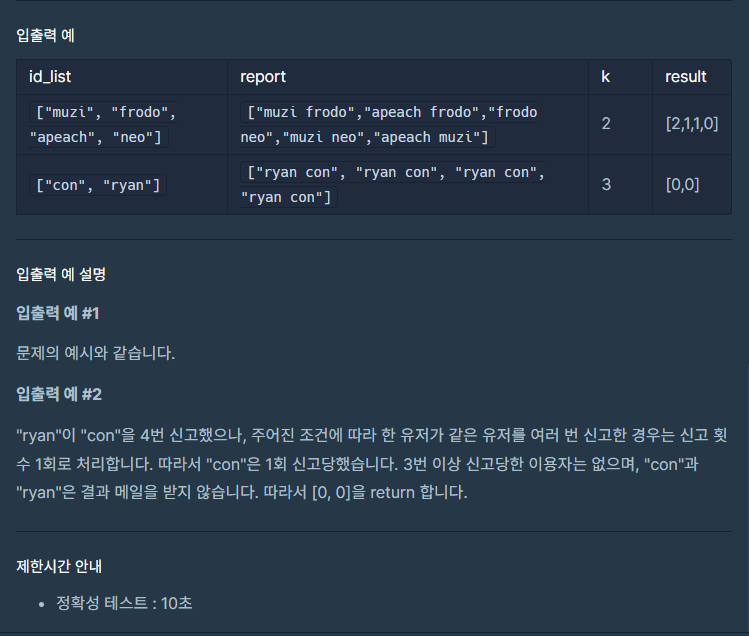 입출력 예
id_list report k result
["muzi", "frodo", "apeach", "neo"] ["muzi frodo","apeach frodo","frodo neo","muzi neo","apeach muzi"] 2 [2,1,1,0]
["con", "ryan"] ["ryan con", "ryan con", "ryan con", "ryan con"] 3 [0,0]
입출력 예 설명
입출력 예 #1
문제의 예시와 같습니다.
입출력 예 #2
"ryan"이 "con"을 4번 신고했으나, 주어진 조건에 따라 한 유저가 같은 유저를 여러 번 신고한 경우는 신고 횟
수 1회로 처리합니다. 따라서 "con"은 1회 신고당했습니다. 3번 이상 신고당한 이용자는 없으며, "con"과
"ryan"은 결과 메일을 받지 않습니다. 따라서 [0, 0]을 return 합니다.
제한시간 안내
• 정확성 테스트 : 10초